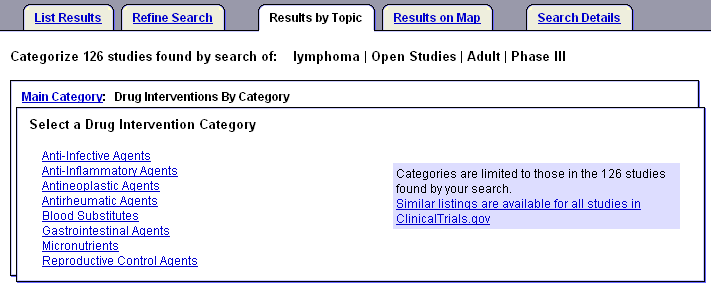 List Results Refine Search Results by Topic Results on Map Search Details
Categorize 126 studies found by search of: lymphoma | Open Studies | Adult | Phase III
Main Category: Drug Interventions By Category
Select a Drug Intervention Category
Anti-Infective Agents
Anti-Inflammatory Agents
Antineoplastic Agents
Antirheumatic Agents
Blood Substitutes
Gastrointestinal Agents
Micronutrients
Reproductive Control Agents
Categories are limited to those in the 126 studies
found by your search.
Similar listings are available for all studies in
ClinicalTrials.gov